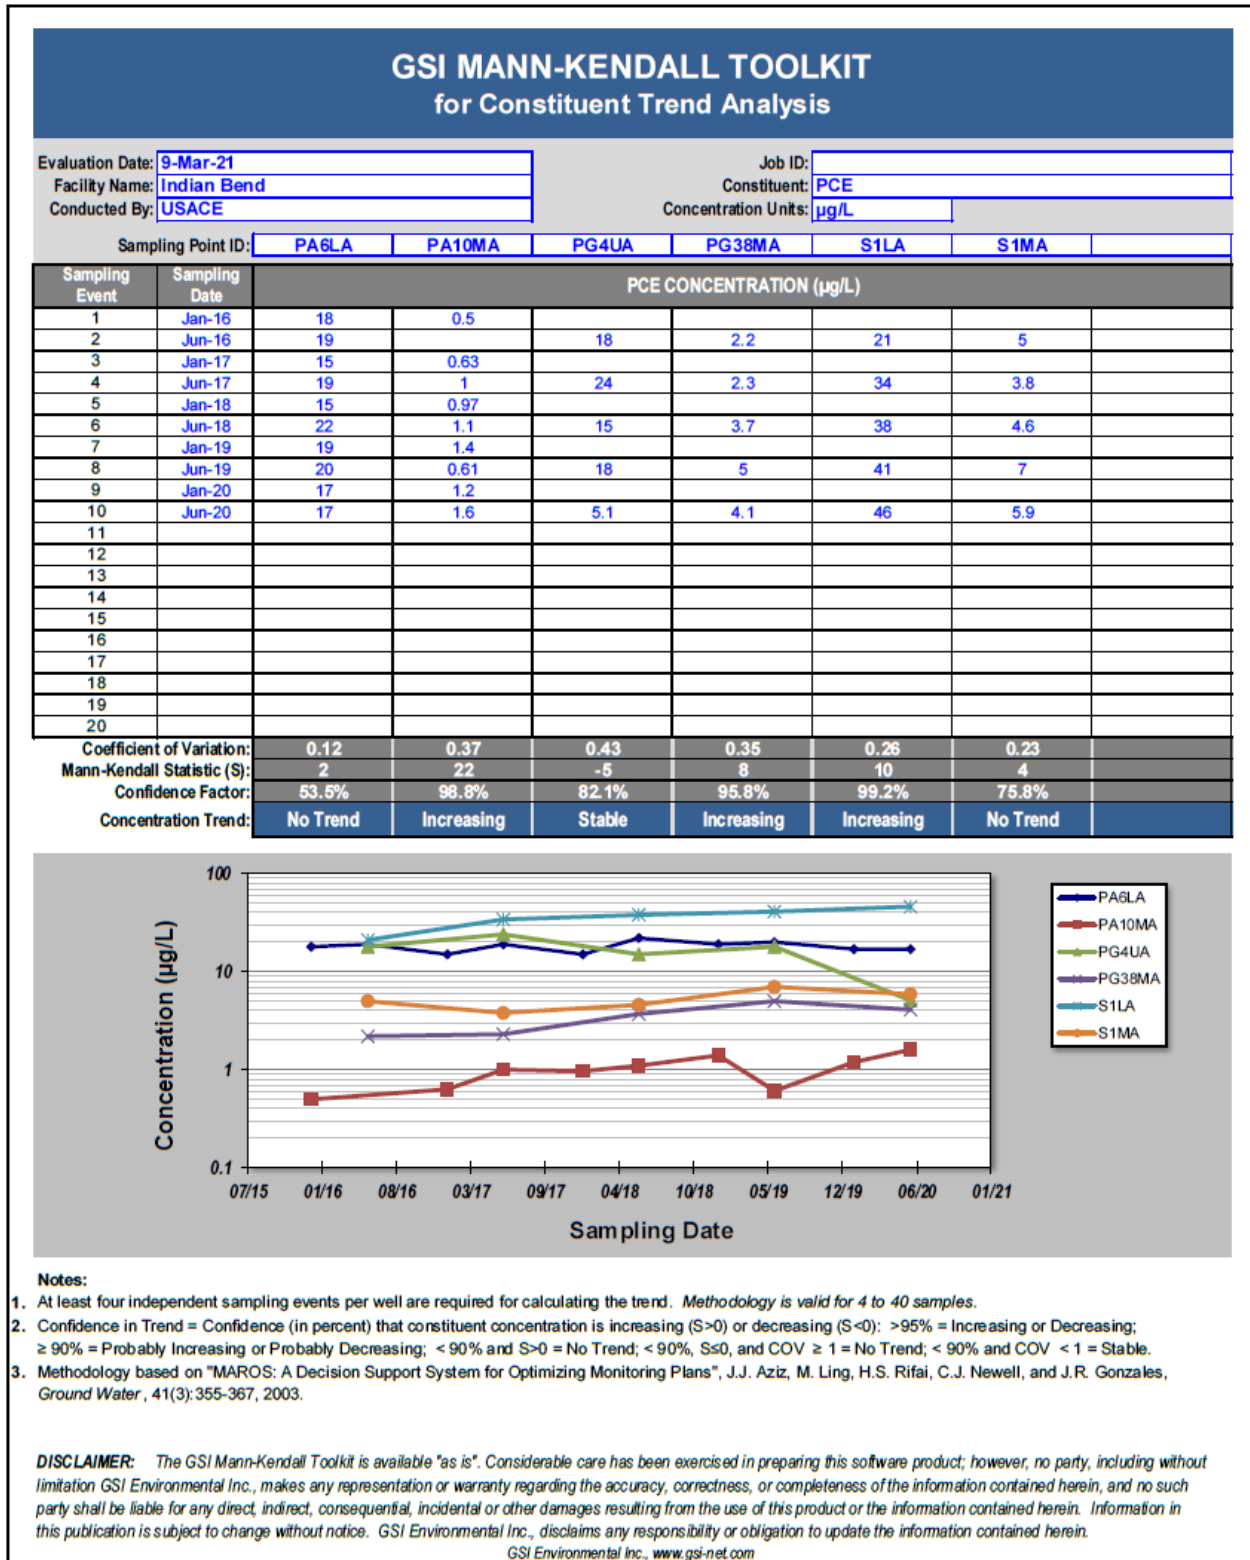 GSI MANN-KENDALL TOOLKIT
for Constituent Trend Analysis
Evaluation Date: 9-Mar-21 Job ID:
Facility Name: Indian Bend Constituent: PCE
Conducted By: USACE Concentration Units: µg/L
Sampling Point ID: PA6LA PA10MA PG4UA PG38MA S1LA S1MA
Sampling Event Sampling Date PCE CONCENTRATION (µg/L)
1 Jan-16 18 0.5
2 Jun-16 19 18 2.2 21 5
3 Jan-17 15 0.63
4 Jun-17 19 1 24 2.3 34 3.8
5 Jan-18 15 0.97
6 Jun-18 22 1.1 15 3.7 38 4.6
7 Jan-19 19 1.4
8 Jun-19 20 0.61 18 5 41 7
9 Jan-20 17 1.2
10 Jun-20 17 1.6 5.1 4.1 46 5.9
11
12
13
14
15
16
17
18
19
20
Coefficient of Variation: 0.12 0.37 0.43 0.35 0.26 0.23
Mann-Kendall Statistic (S): 2 22 -5 8 10 4
Confidence Factor: 53.5% 98.8% 82.1% 95.8% 99.2% 75.8%
Concentration Trend: No Trend Increasing Stable Increasing Increasing No Trend
Concentration (µg/L)
100
10
1
0.1
07/15 01/16 08/16 03/17 09/17 04/18 10/18 05/19 12/19 06/20 01/21
Sampling Date
PA6LA
PA10MA
PG4UA
PG38MA
S1LA
S1MA
Notes:
1. At least four independent sampling events per well are required for calculating the trend. Methodology is valid for 4 to 40 samples.
2. Confidence in Trend = Confidence (in percent) that constituent concentration is increasing (S>0) or decreasing (S<0): >95% = Increasing or Decreasing;
≥ 90% = Probably Increasing or Probably Decreasing; < 90% and S>0 = No Trend; < 90%, S≤0, and COV ≥ 1 = No Trend; < 90% and COV < 1 = Stable.
3. Methodology based on "MAROS: A Decision Support System for Optimizing Monitoring Plans", J.J. Aziz, M. Ling, H.S. Rifai, C.J. Newell, and J.R. Gonzales,
Ground Water, 41(3):355-367, 2003.
DISCLAIMER: The GSI Mann-Kendall Toolkit is available "as is". Considerable care has been exercised in preparing this software product; however, no party, including without
limitation GSI Environmental Inc., makes any representation or warranty regarding the accuracy, correctness, or completeness of the information contained herein, and no such
party shall be liable for any direct, indirect, consequential, incidental or other damages resulting from the use of this product or the information contained herein. Information in
this publication is subject to change without notice. GSI Environmental Inc., disclaims any responsibility or obligation to update the information contained herein.
GSI Environmental Inc., www.gsi-net.com